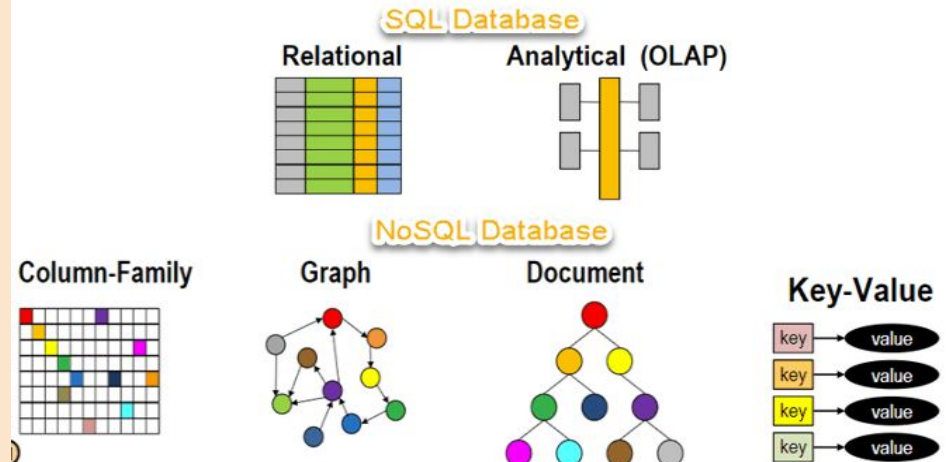 SQL Database
Relational
Analytical (OLAP)
NoSQL Database
Column-Family
Graph
Document
Key-Value
key
value
key
value
key
value
key
value